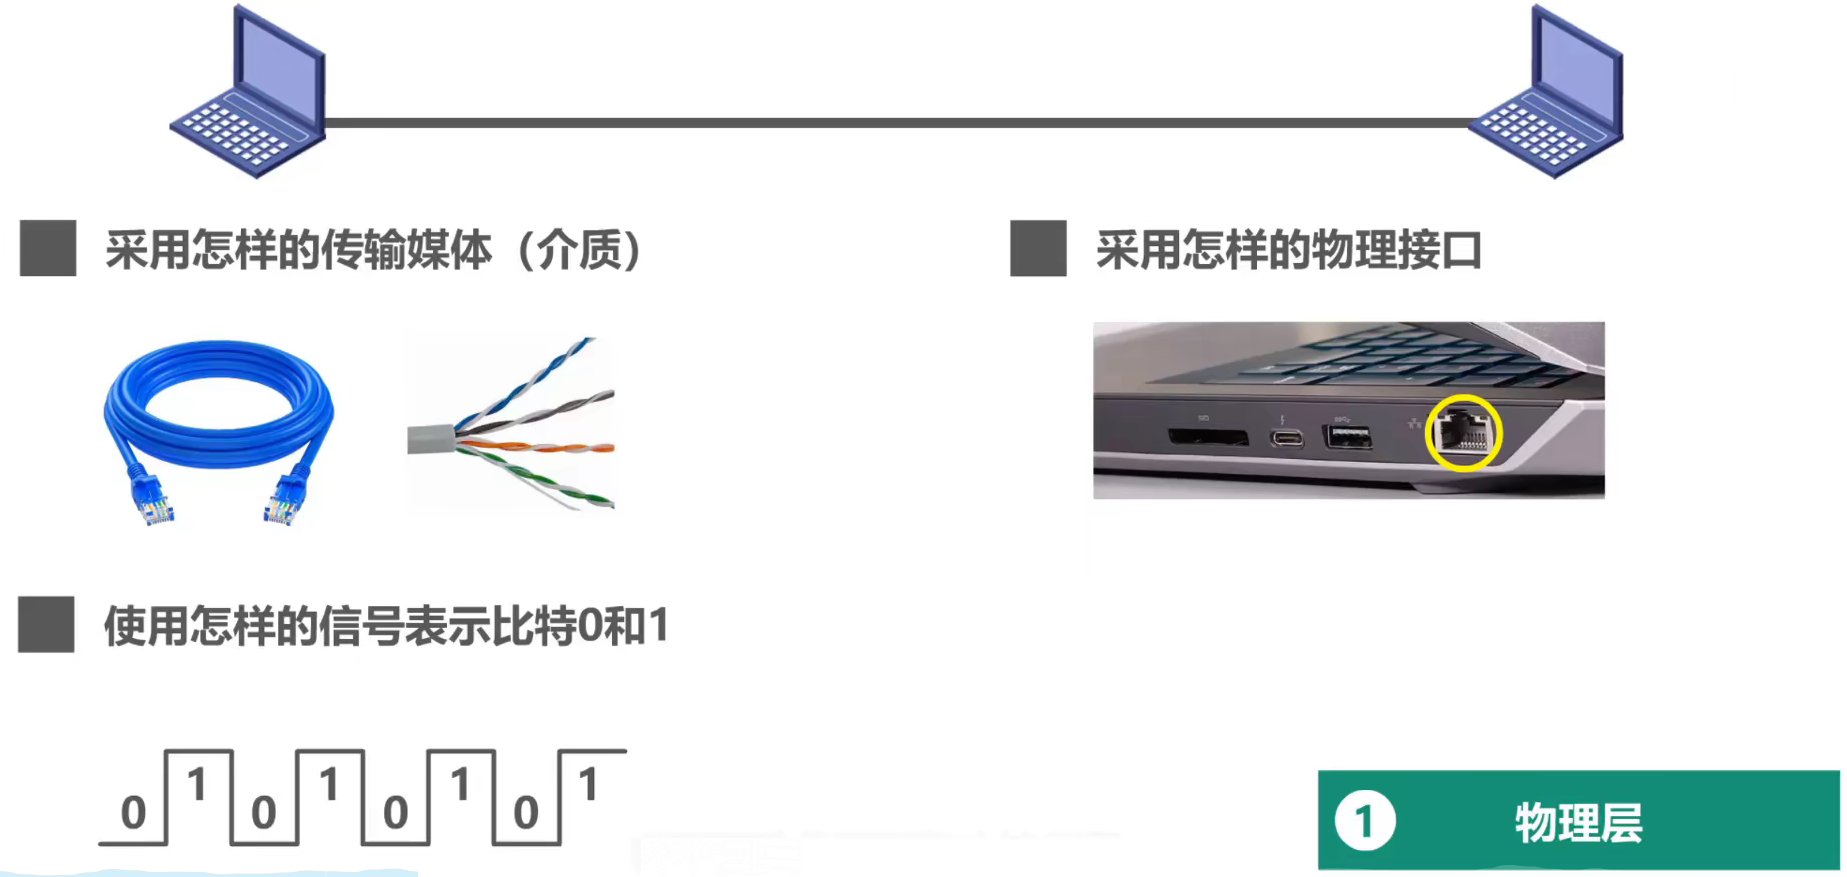 采用怎样的传输媒体（介质）
采用怎样的物理接口
使用怎样的信号表示比特0和1
0 1 0 1 0 1 0 1
1 物理层